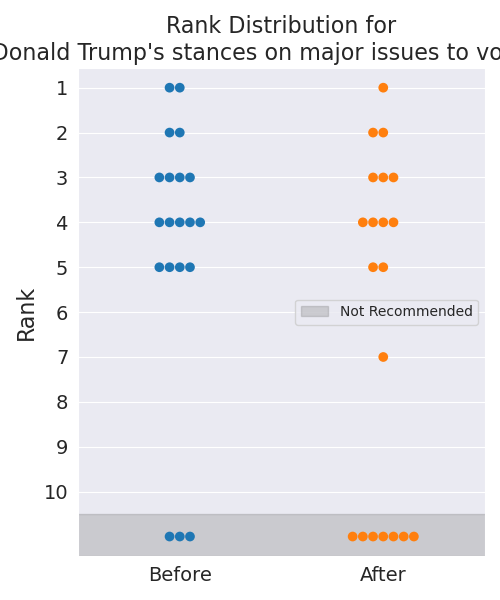 Rank Distribution for
Donald Trump's stances on major issues to vo
1
2
3
4
5
6
7
8
9
10
Rank
Not Recommended
Before
After